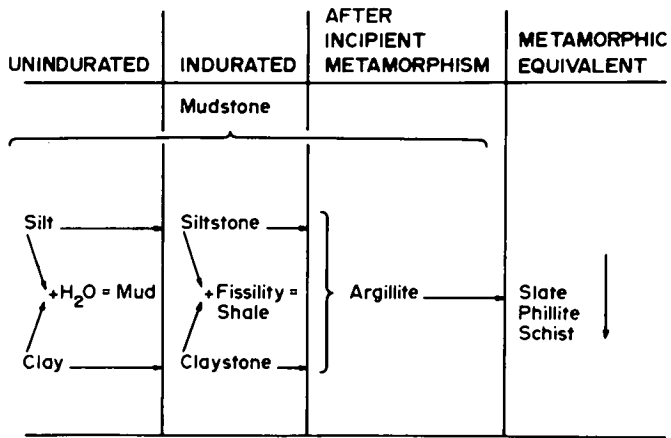 AFTER
INCIPIENT
METAMORPHISM
METAMORPHIC
EQUIVALENT
UNINDURATED
INDURATED
Mudstone
Silt
Siltstone
+H₂O = Mud
+Fissility =
Shale
Argillite
Slate
Phillite
Schist
Clay
Claystone